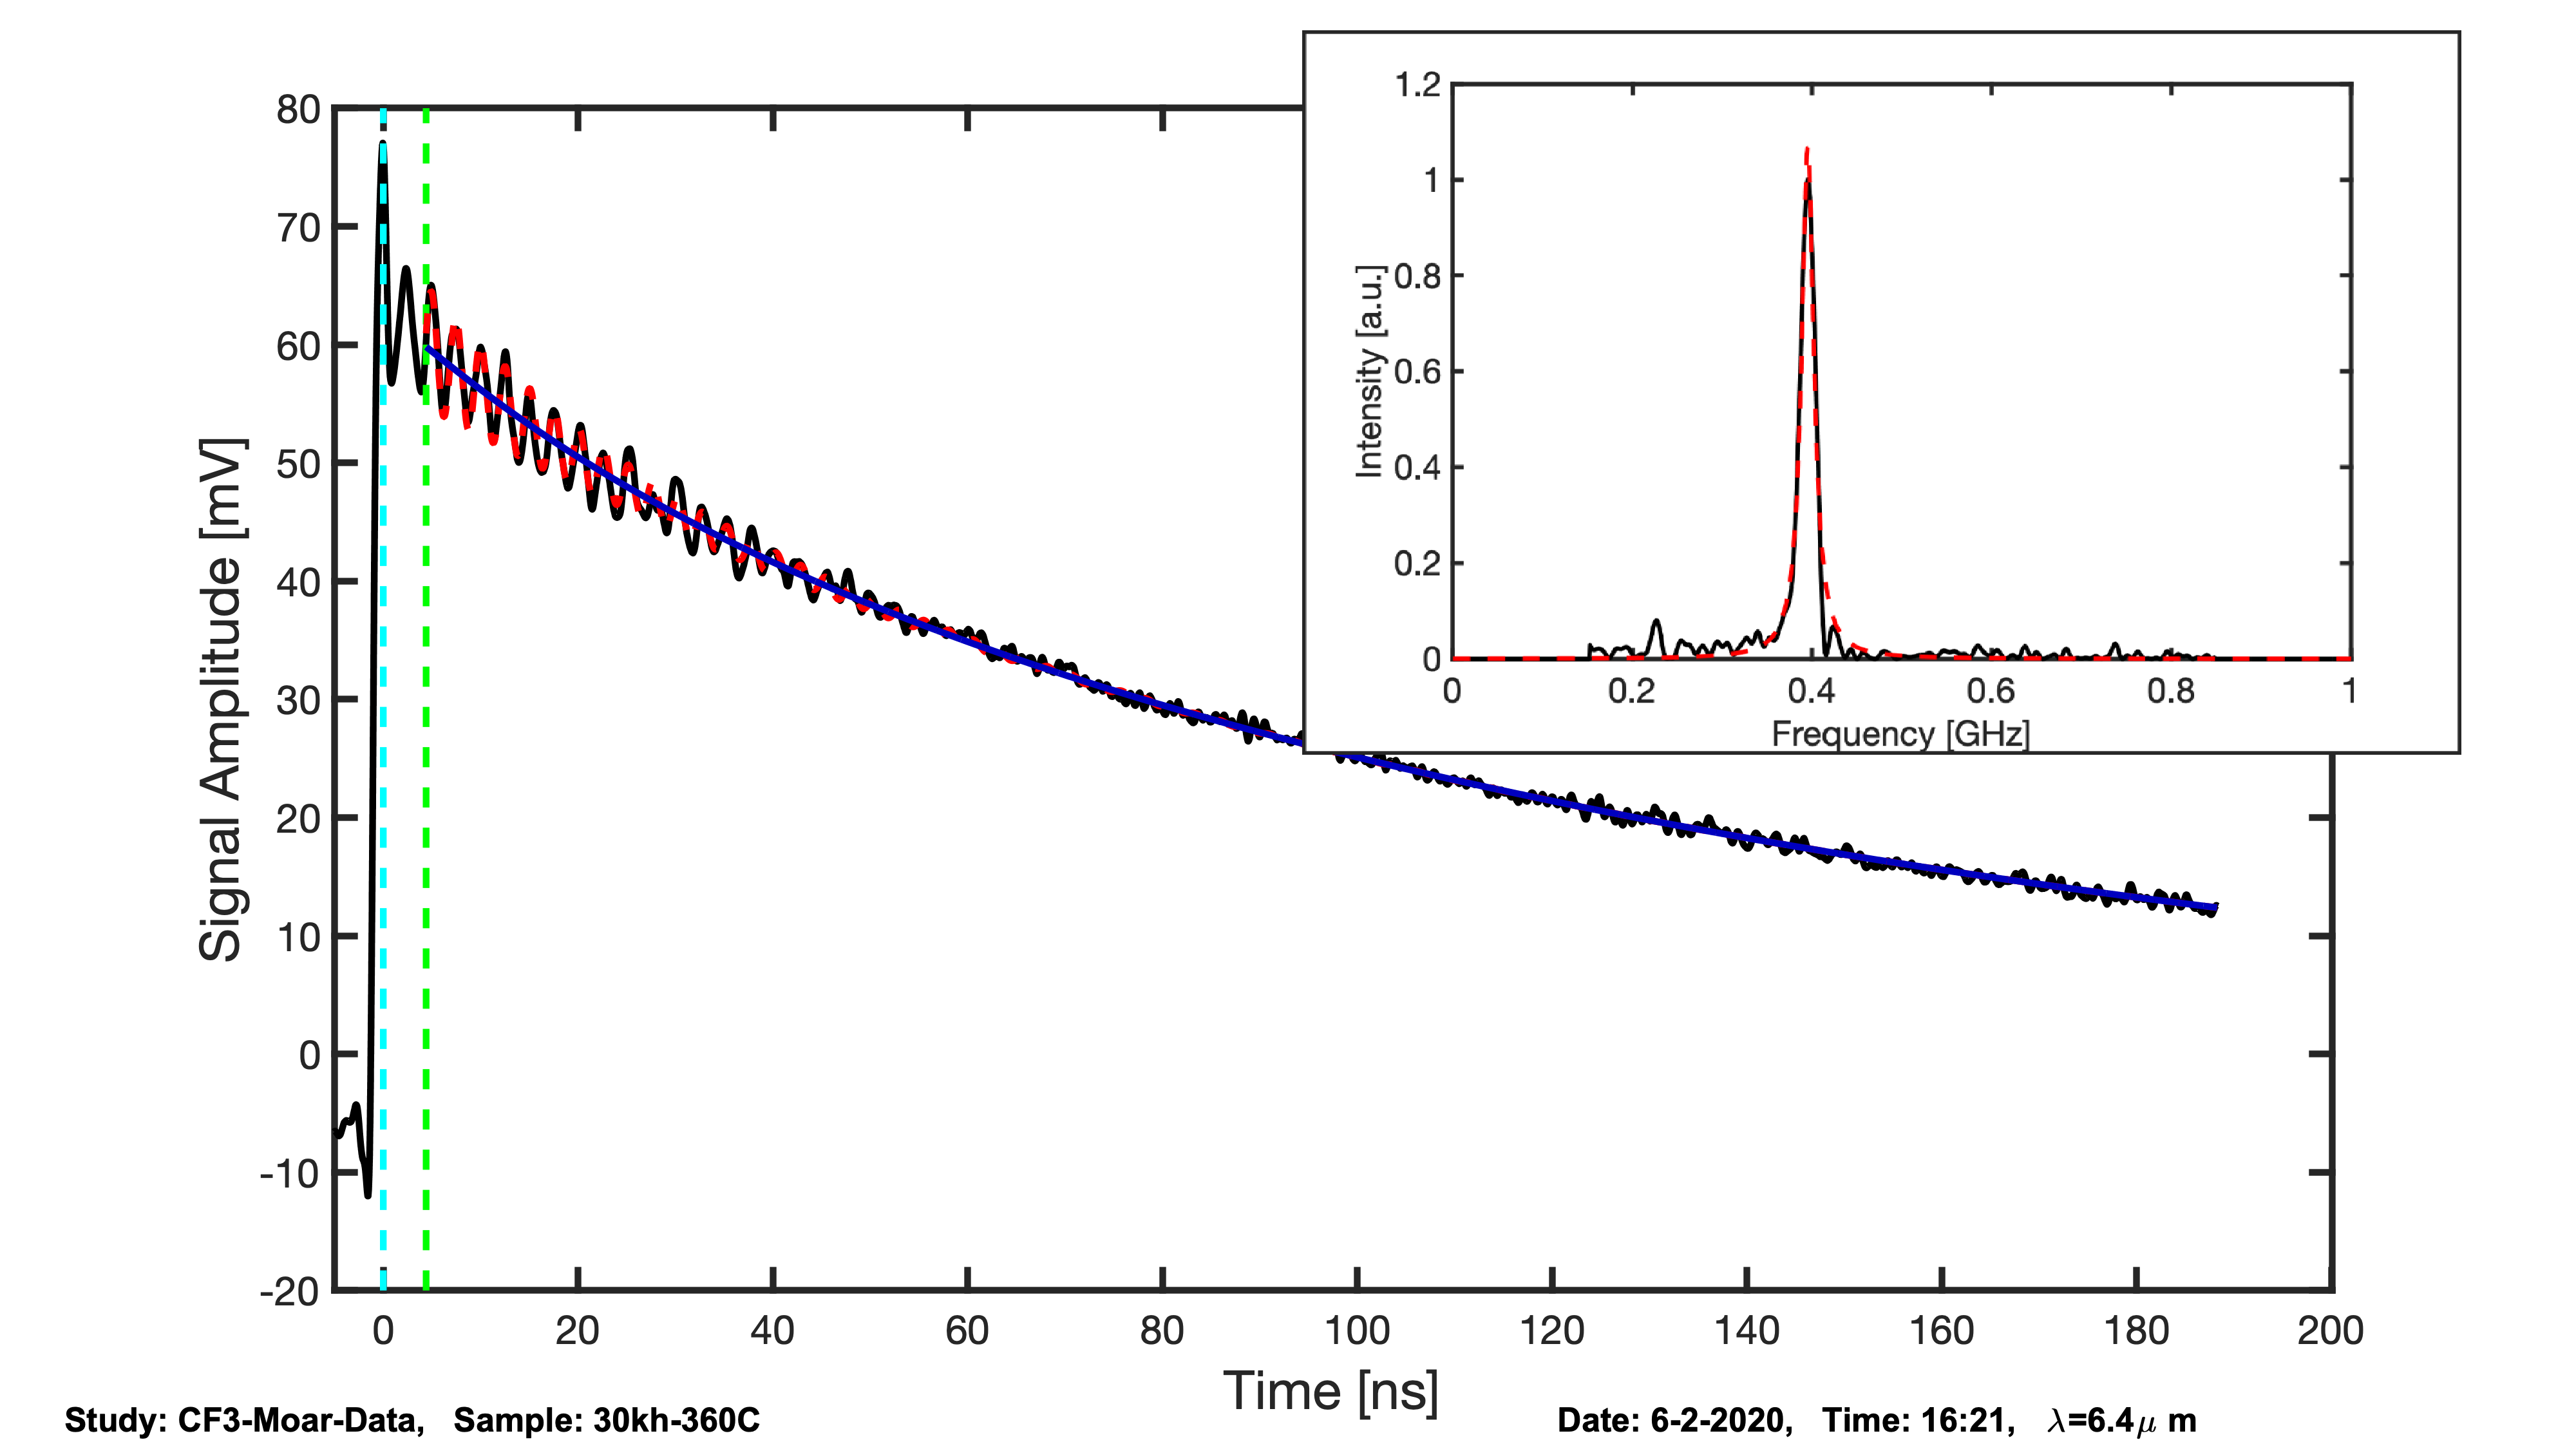 1.2
1
0.8
0.6
0.4
0.2
0
Intensity [a.u.]
0 0.2 0.4 0.6 0.8 1
Frequency [GHz]
80
70
60
50
40
30
20
10
0
-10
-20
Signal Amplitude [mV]
0 20 40 60 80 100 120 140 160 180 200
Time [ns]
Study: CF3-Moar-Data, Sample: 30kh-360C
Date: 6-2-2020, Time: 16:21, λ=6.4μ m